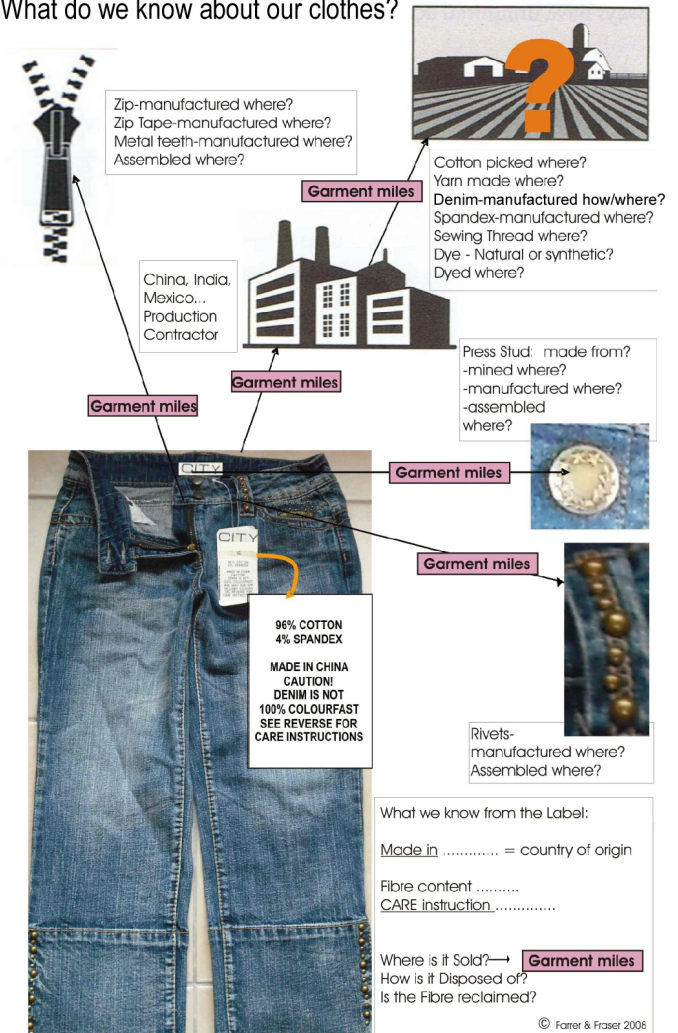 What do we know about our clothes?
Zip-manufactured where?
Zip Tape-manufactured where?
Metal teeth-manufactured where?
Assembled where?
?
Cotton picked where?
Yarn made where?
Denim-manufactured how/where?
Spandex-manufactured where?
Sewing Thread where?
Dye - Natural or synthetic?
Dyed where?
Garment miles
China, India,
Mexico...
Production
Contractor
Press Stud: made from?
-mined where?
-manufactured where?
-assembled
where?
Garment miles
Garment miles
CITY
Garment miles
CITY
Garment miles
96% COTTON
4% SPANDEX
MADE IN CHINA
CAUTION!
DENIM IS NOT
100% COLOURFAST
SEE REVERSE FOR
CARE INSTRUCTIONS
Rivets-
manufactured where?
Assembled where?
What we know from the Label:
Made in ............. = country of origin
Fibre content ..........
CARE instruction ..............
Where is it Sold? Garment miles
How is it Disposed of?
Is the Fibre reclaimed?
© Farrer & Fraser 2008